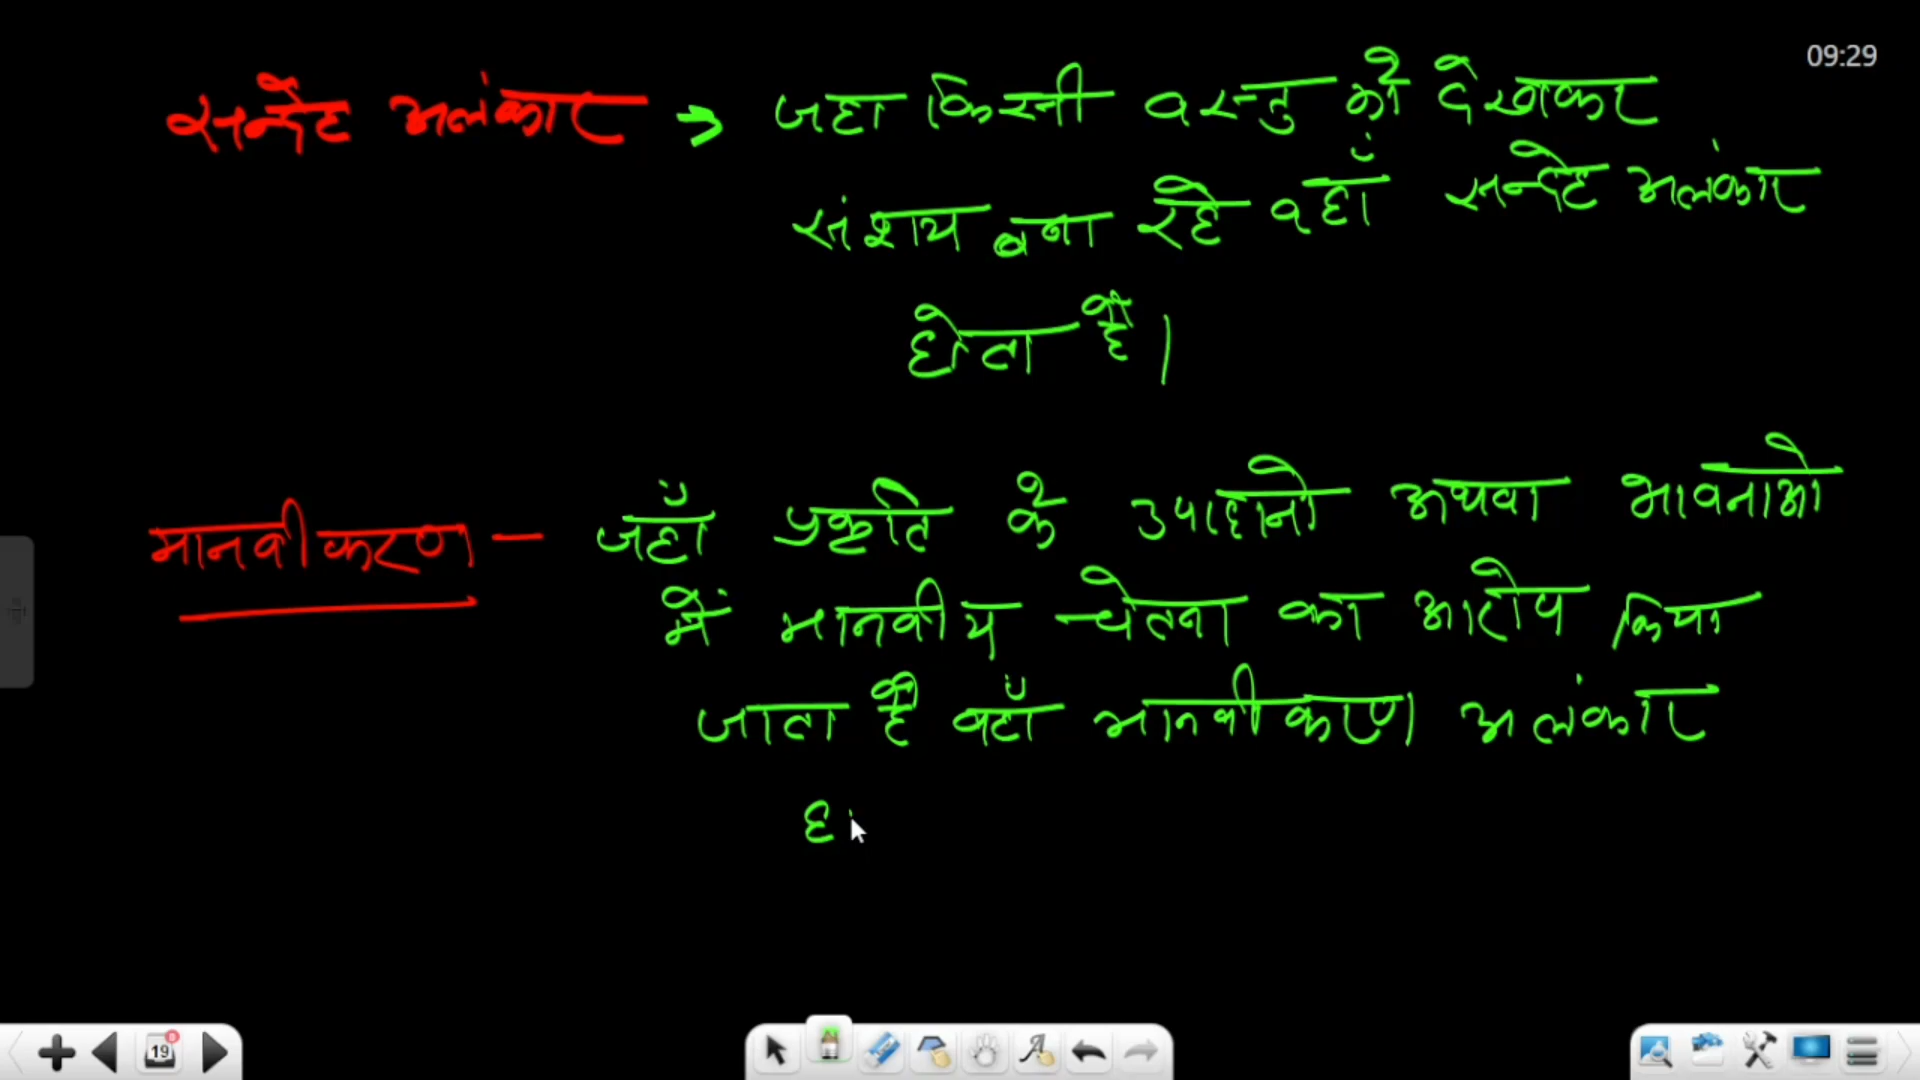 09:29
सन्देह अलंकार → जहा किसी वस्तु को देखकर
संशय बना रहे वहाँ सन्देह अलंकार
होता है।
मानवीकरण - जहाँ प्रकृति के उपादानो अथवा भावनाओ
में मानवीय चेतना का आरोप किया
जाता है वहाँ मानवीकरण अलंकार
ह
19